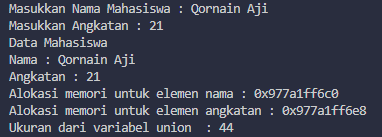 Masukkan Nama Mahasiswa : Qornain Aji
Masukkan Angkatan : 21
Data Mahasiswa
Nama : Qornain Aji
Angkatan : 21
Alokasi memori untuk elemen nama : 0x977a1ff6c0
Alokasi memori untuk elemen angkatan : 0x977a1ff6e8
Ukuran dari variabel union  : 44